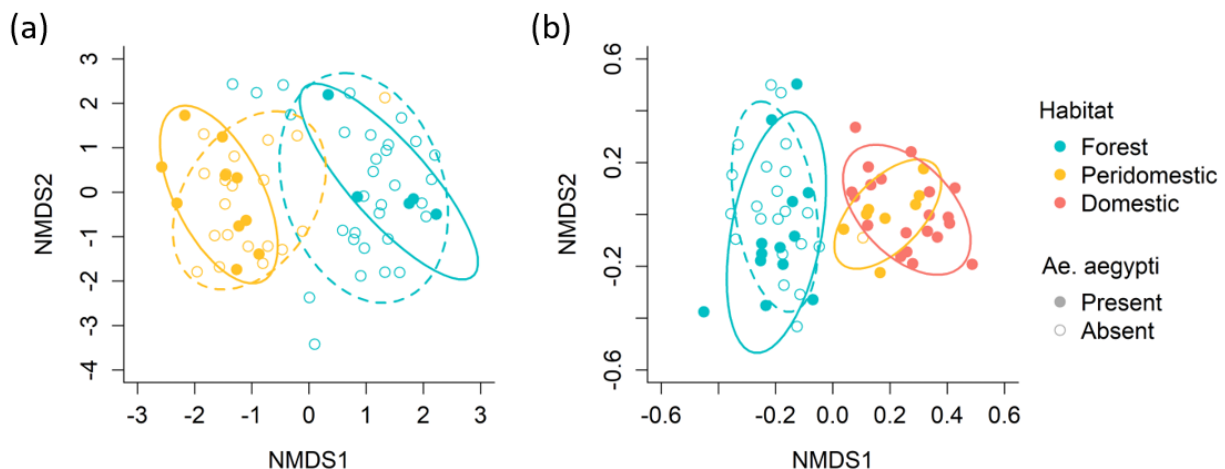 (a)
3
2
1
0
-1
-2
-3
-4
NMDS2
-3 -2 -1 0 1 2 3
NMDS1
(b)
0.6
0.2
-0.2
-0.6
NMDS2
-0.6 -0.2 0.0 0.2 0.4 0.6
NMDS1
Habitat
Forest
Peridomestic
Domestic
Ae. aegypti
Present
Absent